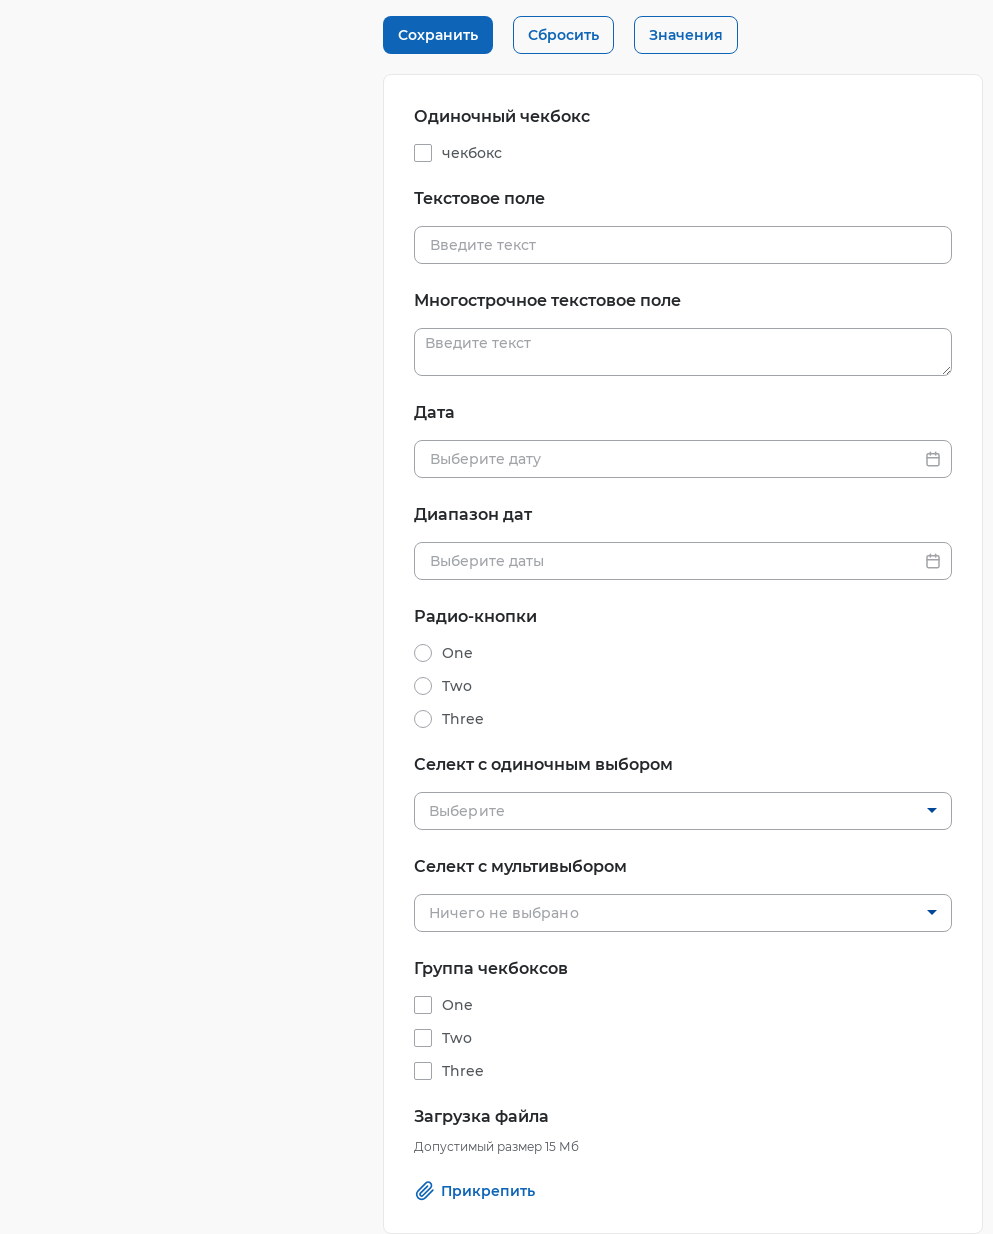 Сохранить Сбросить Значения
Одиночный чекбокс
чекбокс
Текстовое поле
Введите текст
Многострочное текстовое поле
Введите текст
Дата
Выберите дату
Диапазон дат
Выберите даты
Радио-кнопки
One
Two
Three
Селект с одиночным выбором
Выберите
Селект с мультивыбором
Ничего не выбрано
Группа чекбоксов
One
Two
Three
Загрузка файла
Допустимый размер 15 Мб
Прикрепить